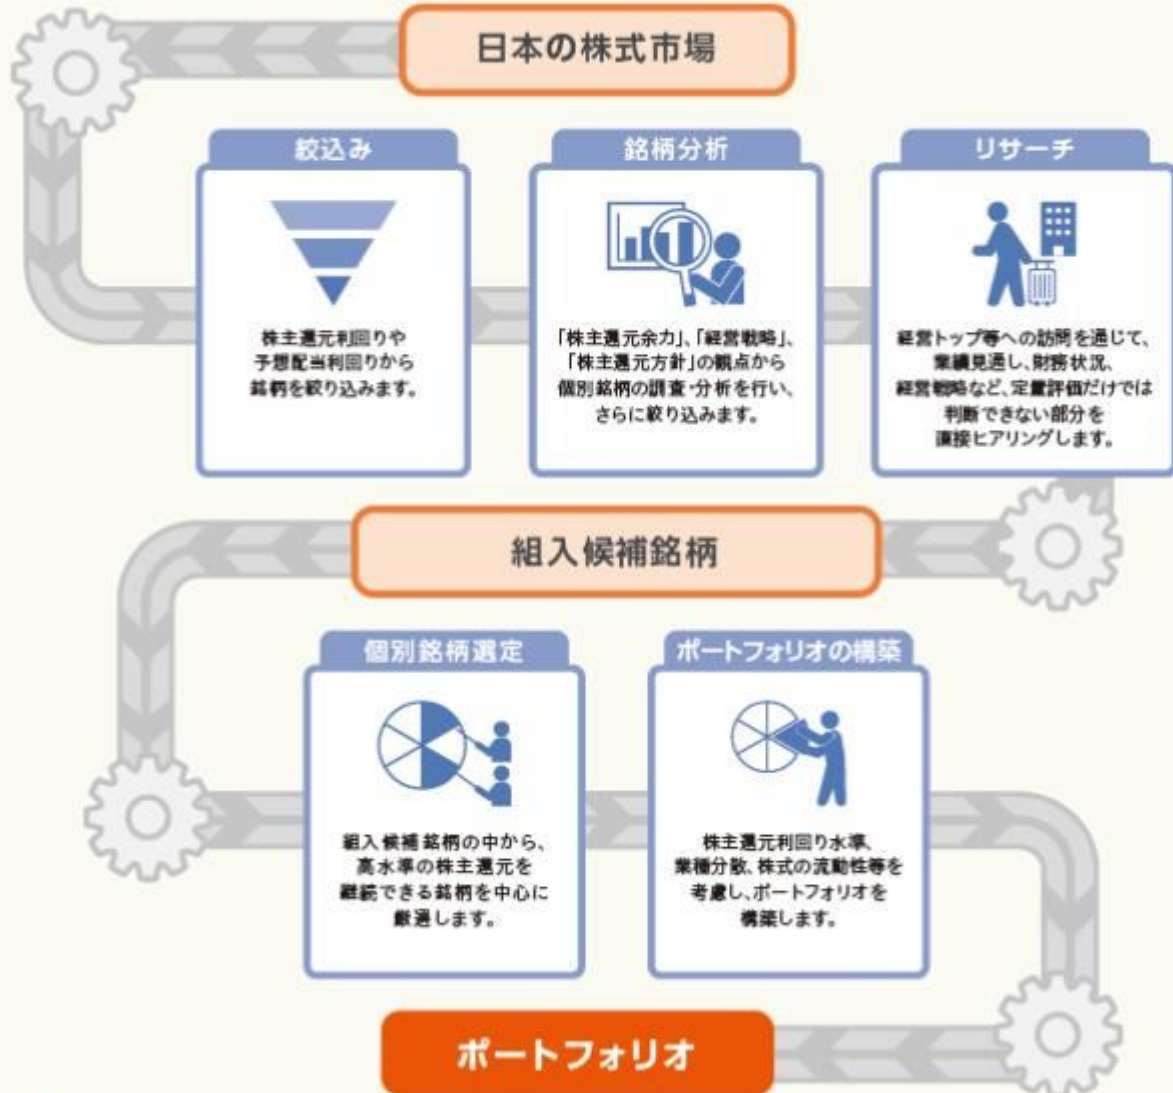 日本の株式市場
絞込み
株主還元利回りや
予想配当利回りから
銘柄を絞り込みます。
銘柄分析
「株主還元余力」、「経営戦略」、
「株主還元方針」の観点から
個別銘柄の調査・分析を行い、
さらに絞り込みます。
リサーチ
経営トップ等への訪問を通じて、
業績見通し、財務状況、
経営戦略など、定量評価だけでは
判断できない部分を
直接ヒアリングします。
組入候補銘柄
個別銘柄選定
組入候補銘柄の中から、
高水準の株主還元を
継続できる銘柄を中心に
厳選します。
ポートフォリオの構築
株主還元利回り水準、
業種分散、株式の流動性等を
考慮し、ポートフォリオを
構築します。
ポートフォリオ